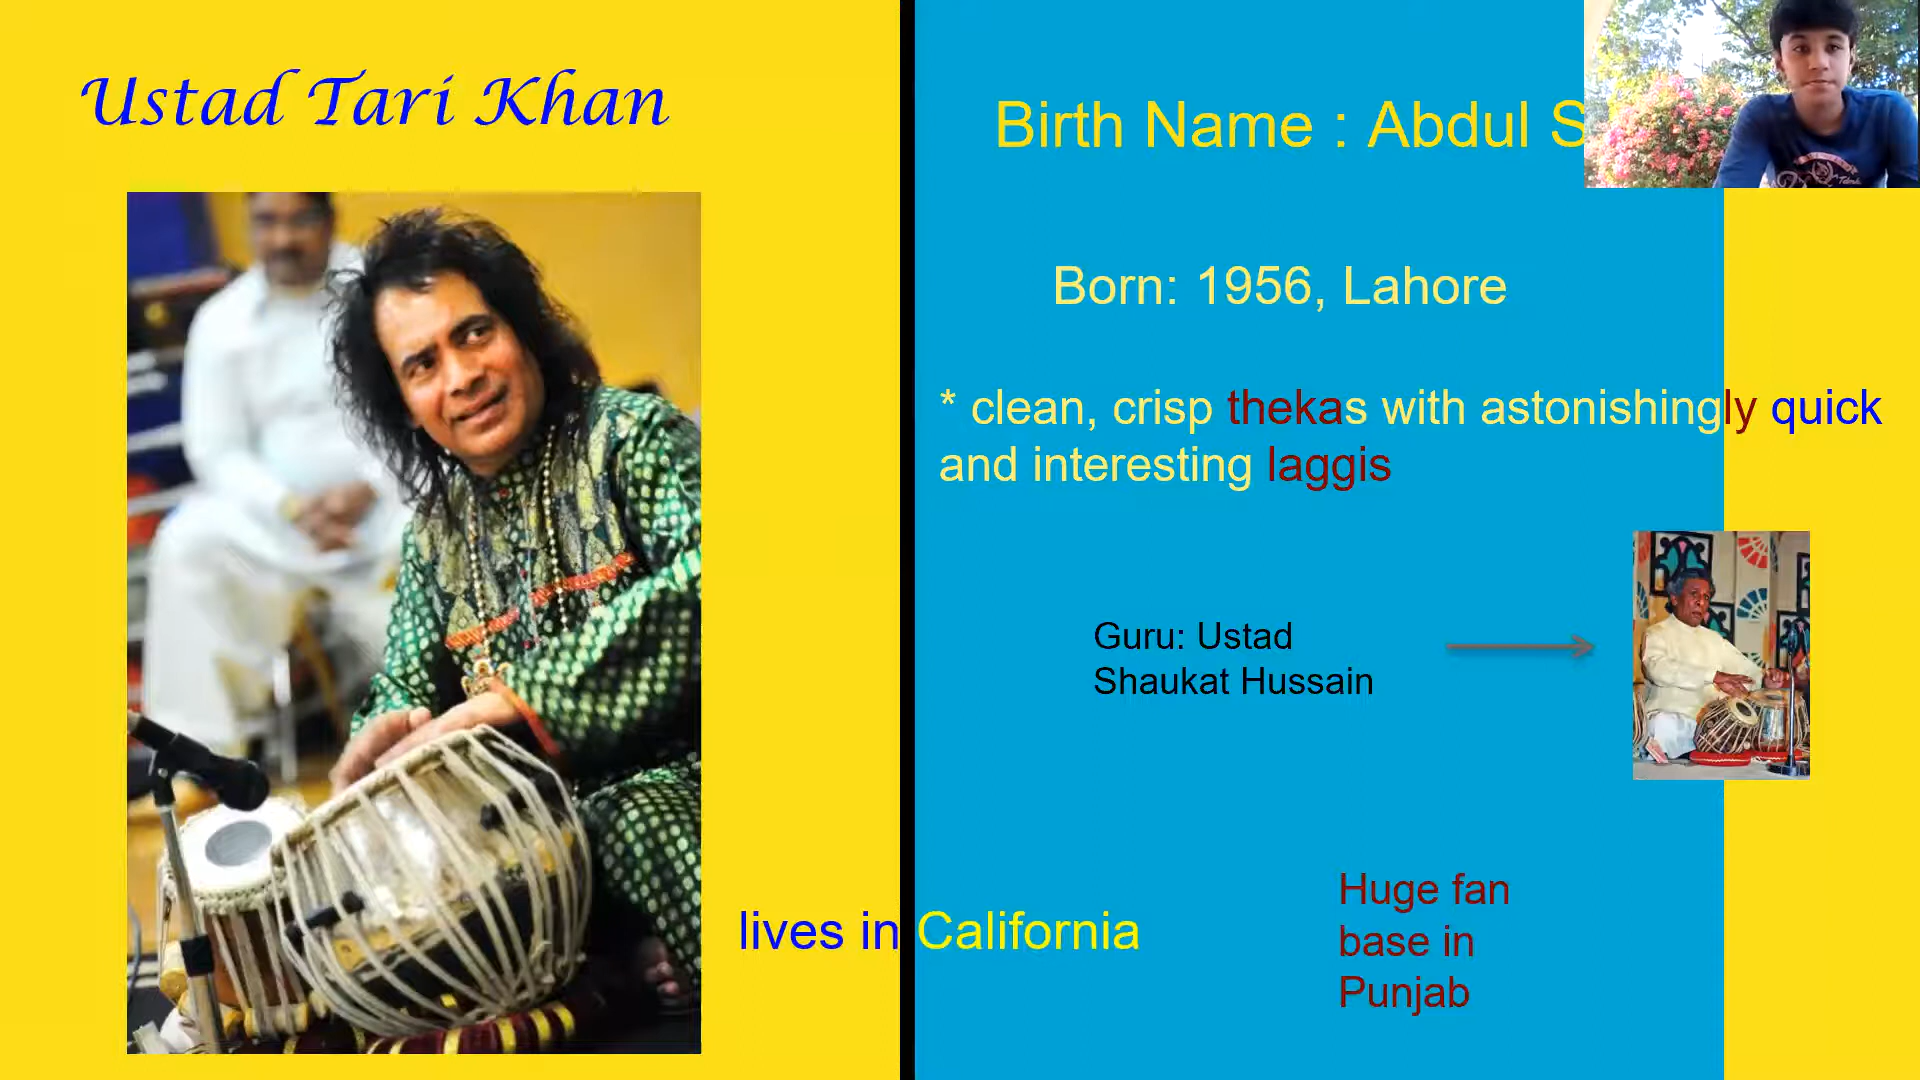 Ustad Tari Khan
Birth Name : Abdul S
Born: 1956, Lahore
* clean, crisp thekas with astonishingly quick
and interesting laggis
Guru: Ustad
Shaukat Hussain
lives in California
Huge fan
base in
Punjab